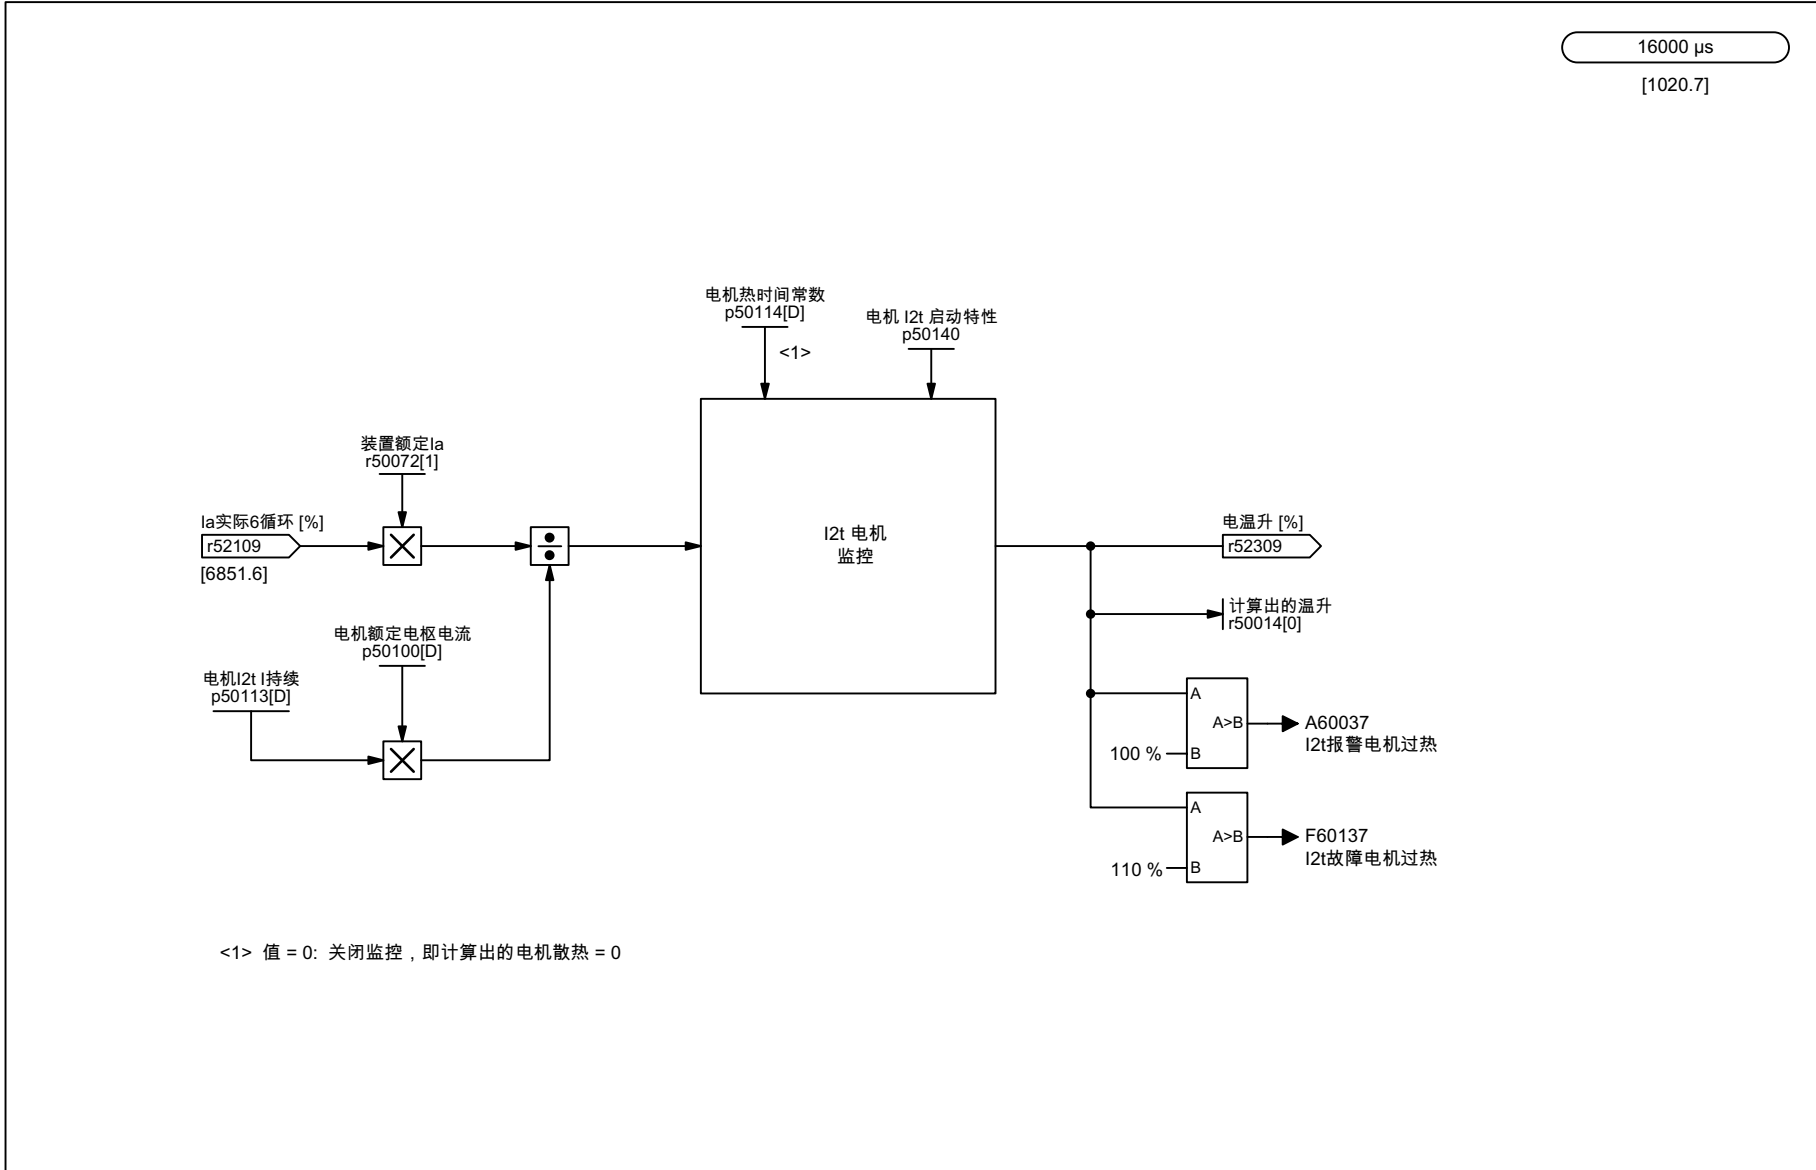 16000 µs
[1020.7]
电机热时间常数
p50114[D]
<1>
电机 I2t 启动特性
p50140
装置额定Ia
r50072[1]
Ia实际6循环 [%]
r52109
[6851.6]
I2t 电机
监控
电温升 [%]
r52309
计算出的温升
r50014[0]
电机额定电枢电流
p50100[D]
电机I2t I持续
p50113[D]
A
A>B
100 %
B
A60037
I2t报警电机过热
A
A>B
110 %
B
F60137
I2t故障电机过热
<1> 值 = 0: 关闭监控，即计算出的电机散热 = 0